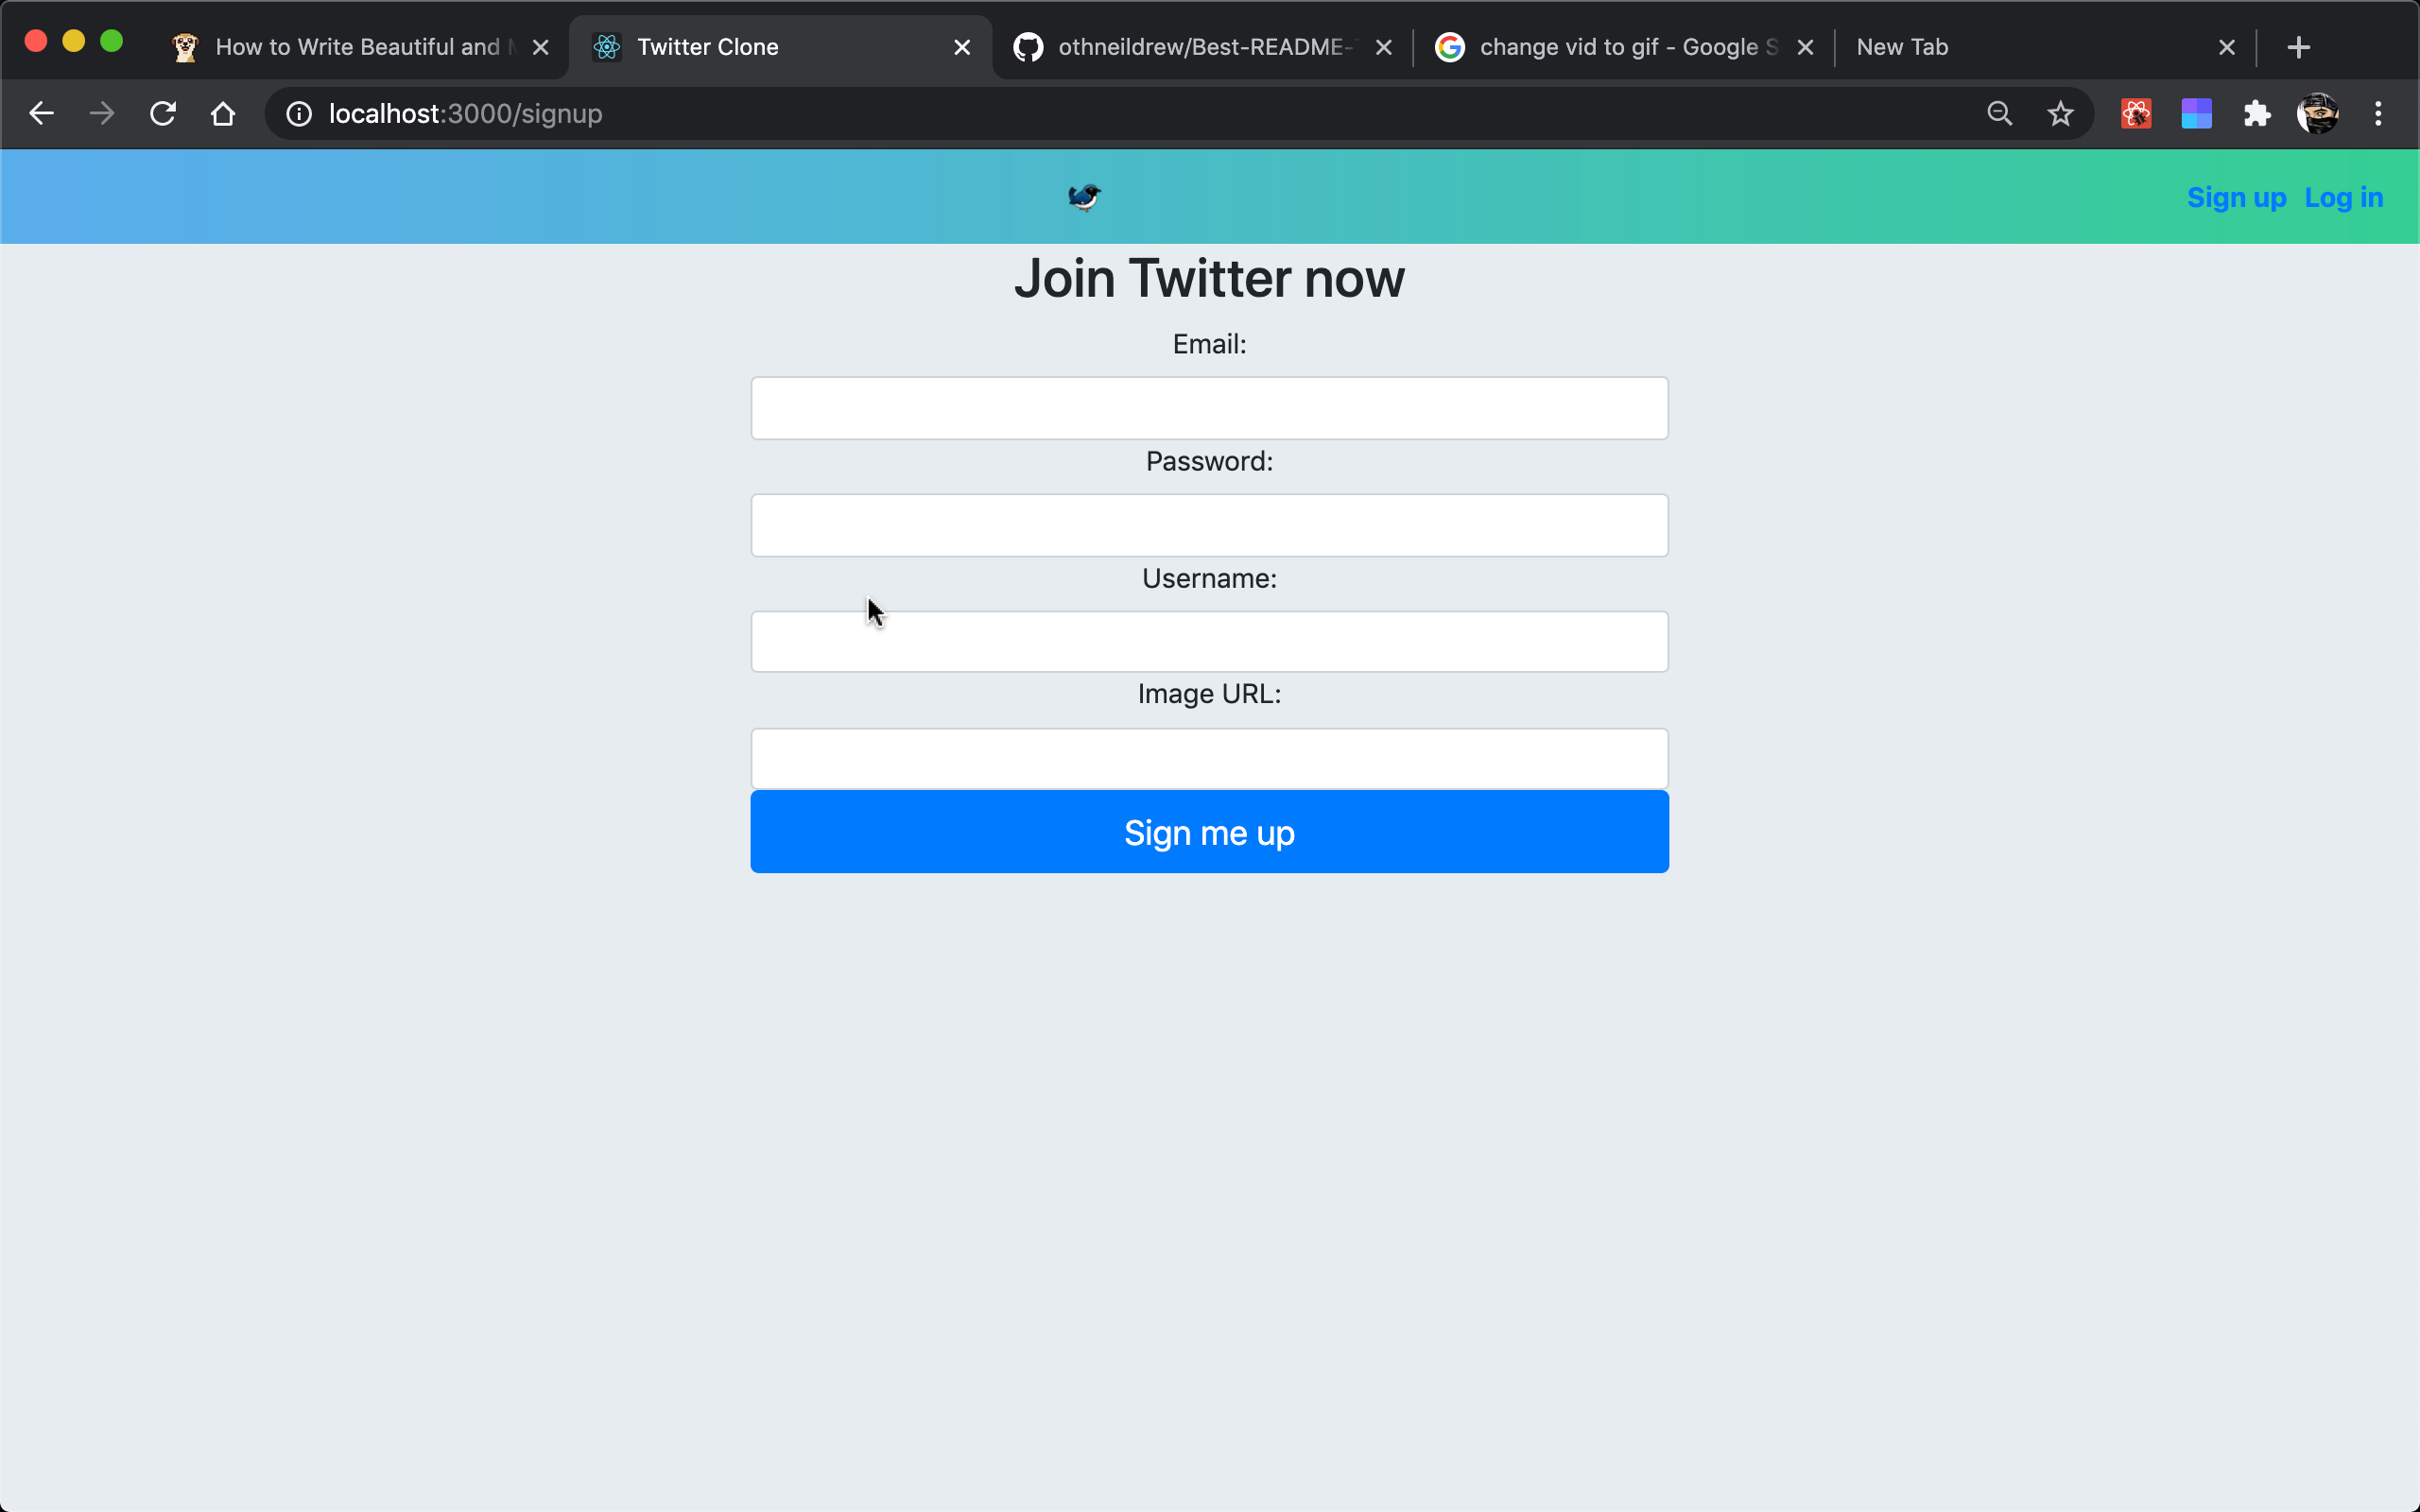 How to Write Beautiful and
Twitter Clone
othneildrew/Best-README-
change vid to gif - Google S
New Tab
localhost:3000/signup
Sign up Log in
Join Twitter now
Email:
Password:
Username:
Image URL:
Sign me up